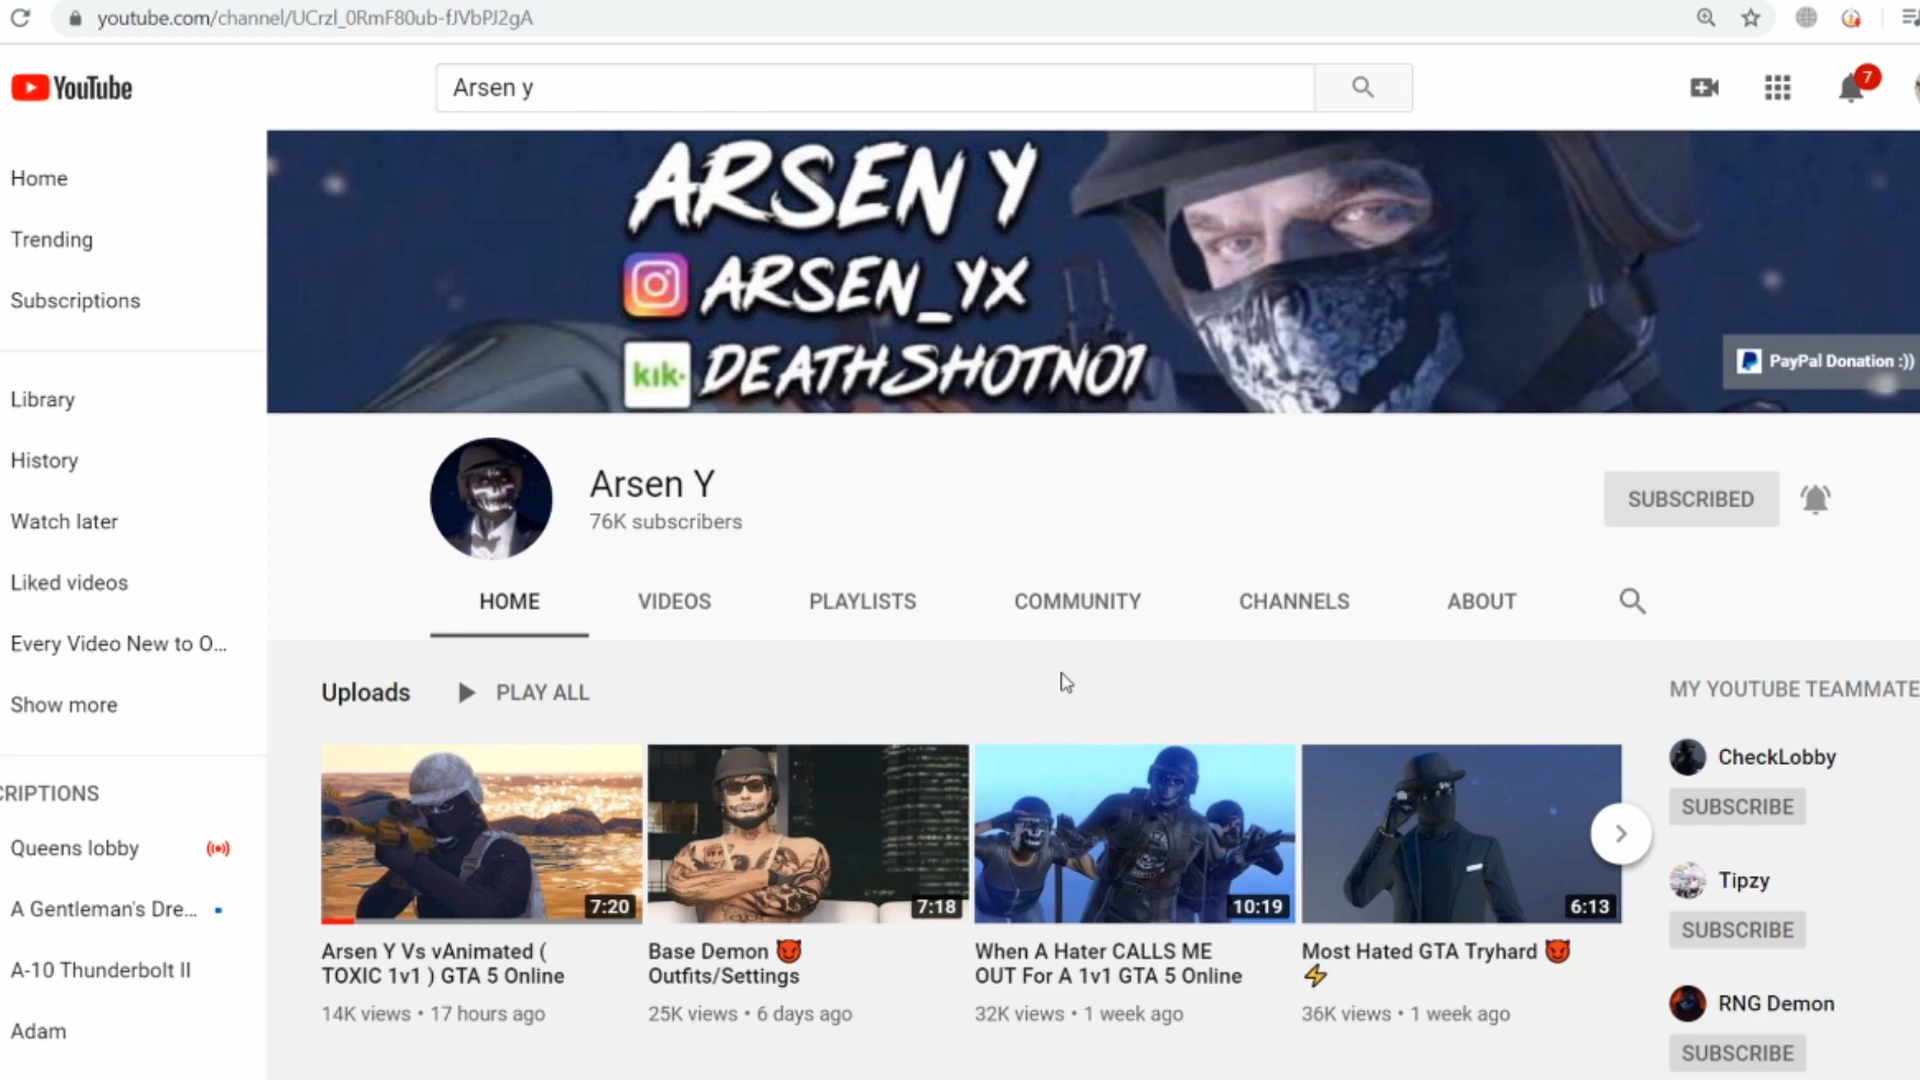 youtube.com/channel/UCrzl_0RmF80ub-fJVbPJ2gA
YouTube
Arsen y
7
Home
Trending
Subscriptions
Library
History
Watch later
Liked videos
Every Video New to O...
Show more
CRIPTIONS
Queens lobby
A Gentleman's Dre...
A-10 Thunderbolt II
Adam
ARSEN Y
ARSEN_YX
kik.
DEATHSHOTNO1
PayPal Donation :))
Arsen Y
76K subscribers
SUBSCRIBED
HOME VIDEOS PLAYLISTS COMMUNITY CHANNELS ABOUT
Uploads PLAY ALL
7:20
Arsen Y Vs vAnimated (
TOXIC 1v1 ) GTA 5 Online
14K views • 17 hours ago
7:18
Base Demon 😈
Outfits/Settings
25K views • 6 days ago
10:19
When A Hater CALLS ME
OUT For A 1v1 GTA 5 Online
32K views • 1 week ago
6:13
Most Hated GTA Tryhard 😈
⚡
36K views • 1 week ago
MY YOUTUBE TEAMMATE
CheckLobby
SUBSCRIBE
Tipzy
SUBSCRIBE
RNG Demon
SUBSCRIBE